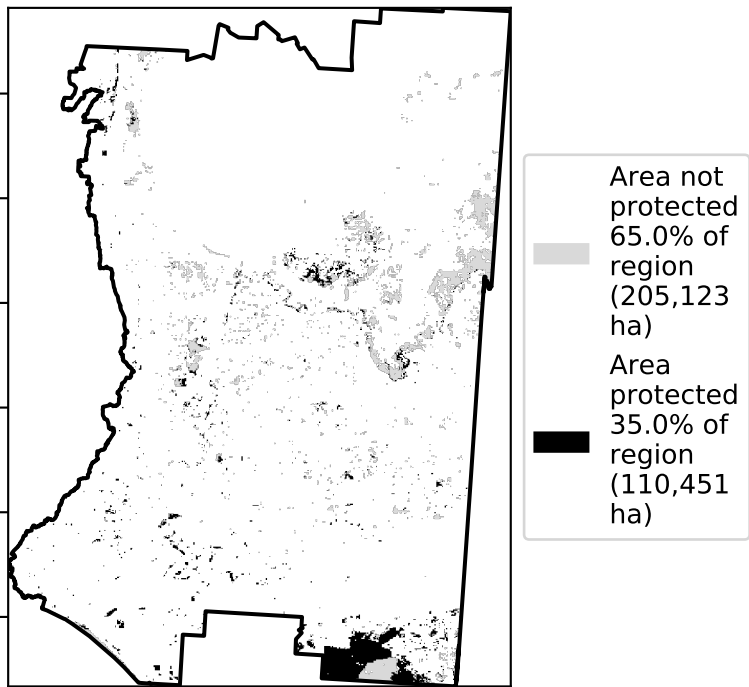 Area not
protected
65.0% of
region
(205,123
ha)
Area
protected
35.0% of
region
(110,451
ha)